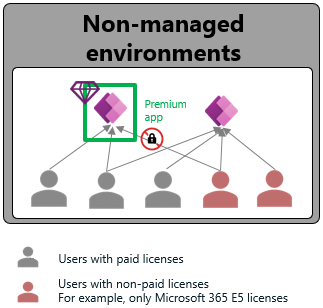 Non-managed
environments
Premium
app
Users with paid licenses
Users with non-paid licenses
For example, only Microsoft 365 E5 licenses